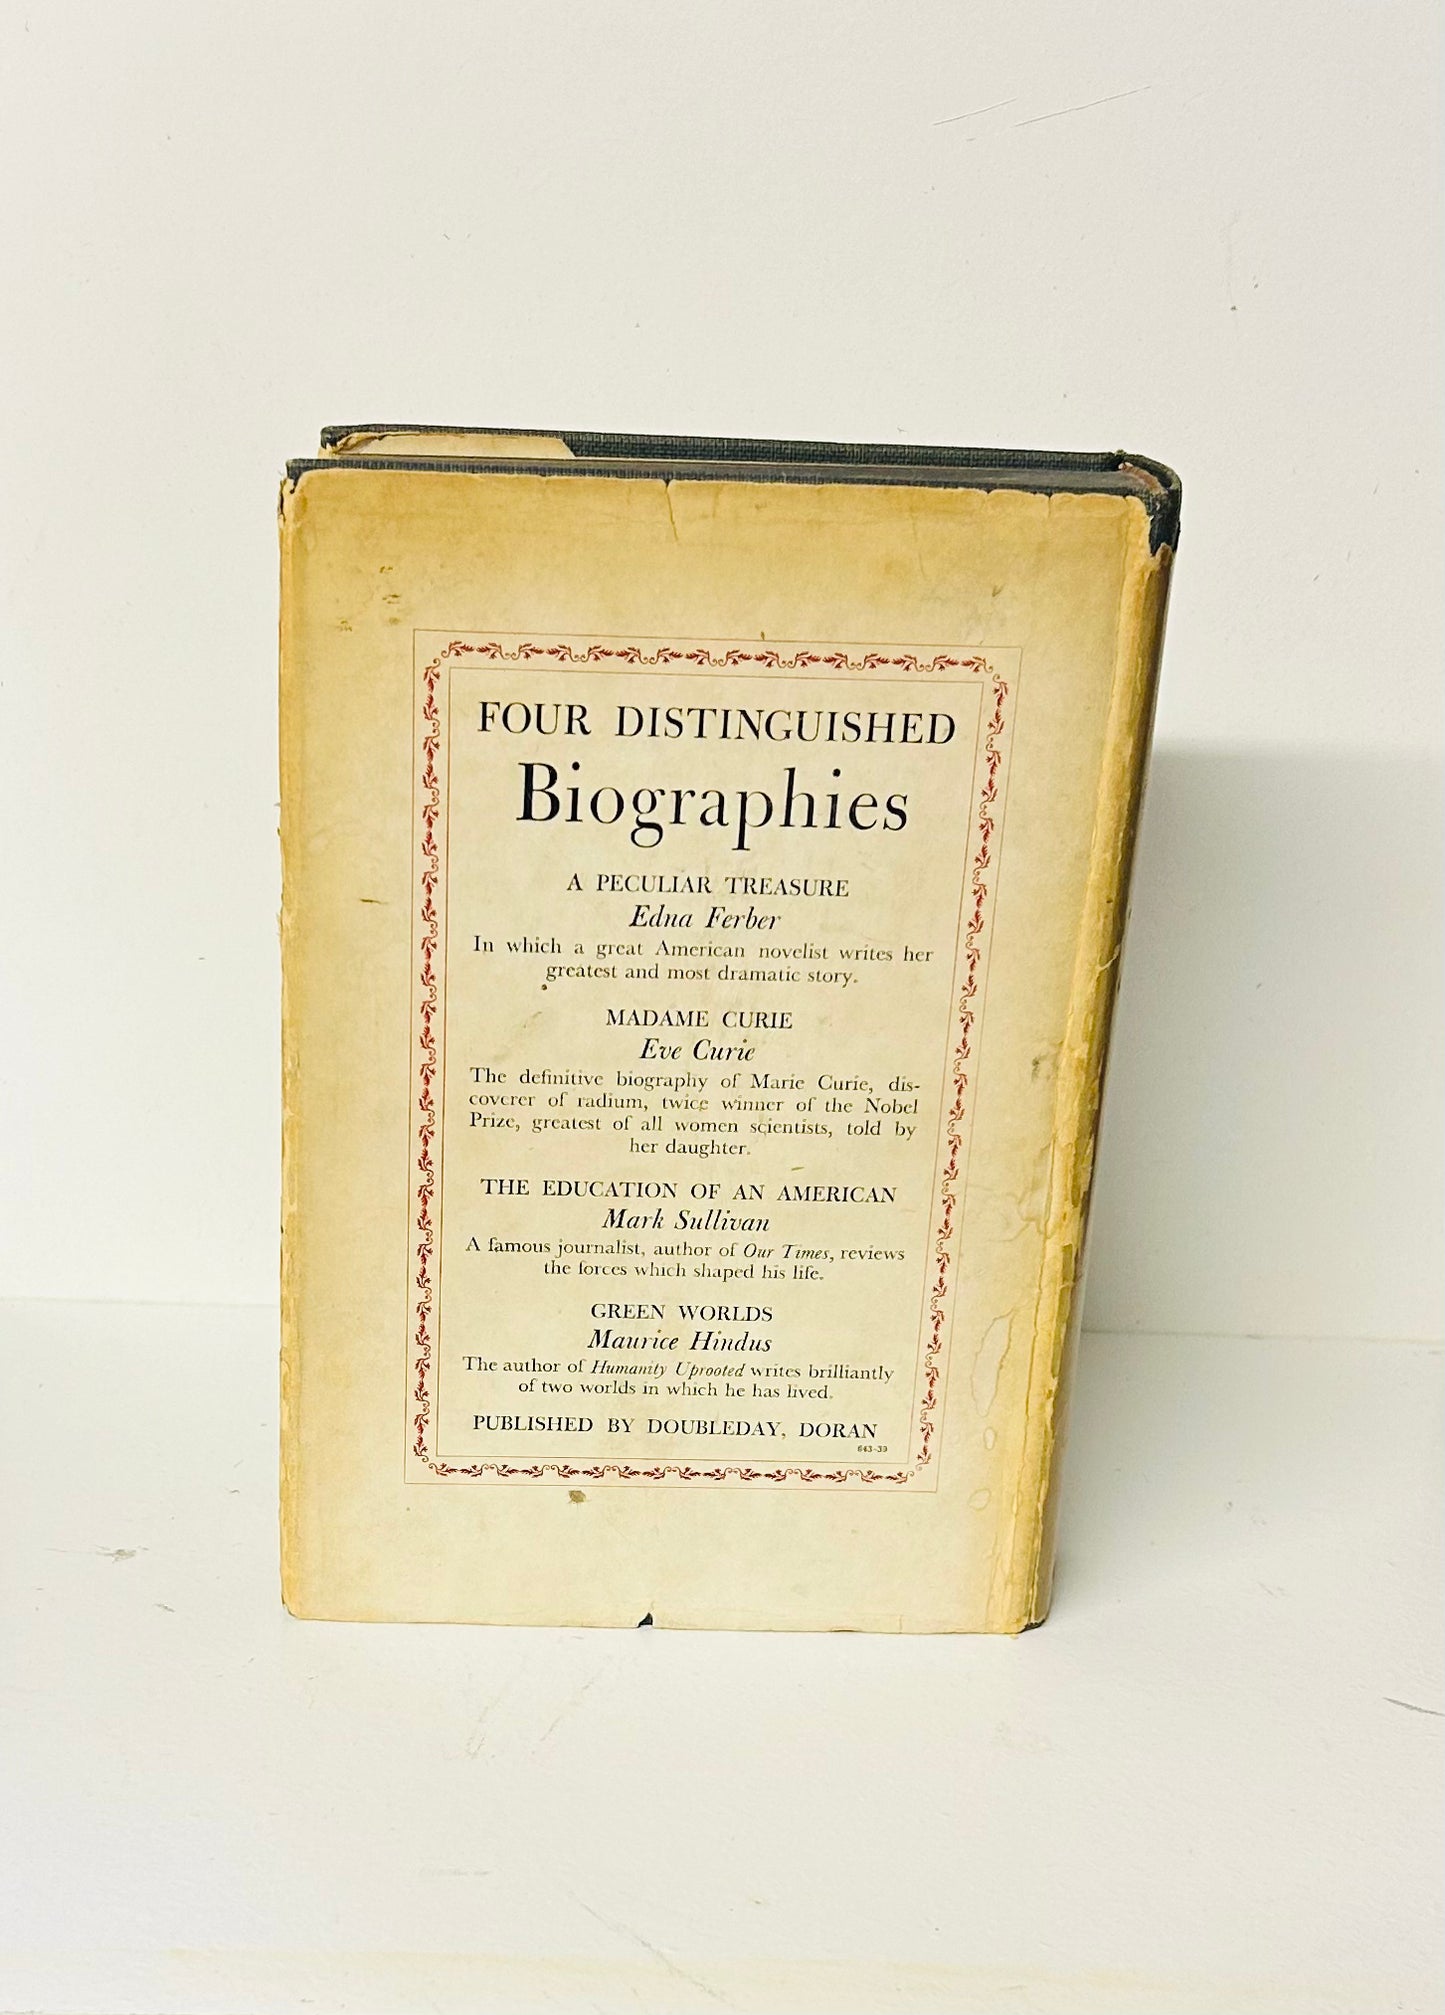 FOUR DISTINGUISHED
Biographies
A PECULIAR TREASURE
Edna Ferber
In which a great American novelist writes her
greatest and most dramatic story.
MADAME CURIE
Eve Curie
The definitive biography of Marie Curie, dis-
coverer of radium, twice winner of the Nobel
Prize, greatest of all women scientists, told by
her daughter.
THE EDUCATION OF AN AMERICAN
Mark Sullivan
A famous journalist, author of Our Times, reviews
the forces which shaped his life.
GREEN WORLDS
Maurice Hindus
The author of Humanity Uprooted writes brilliantly
of two worlds in which he has lived.
PUBLISHED BY DOUBLEDAY, DORAN
643-39